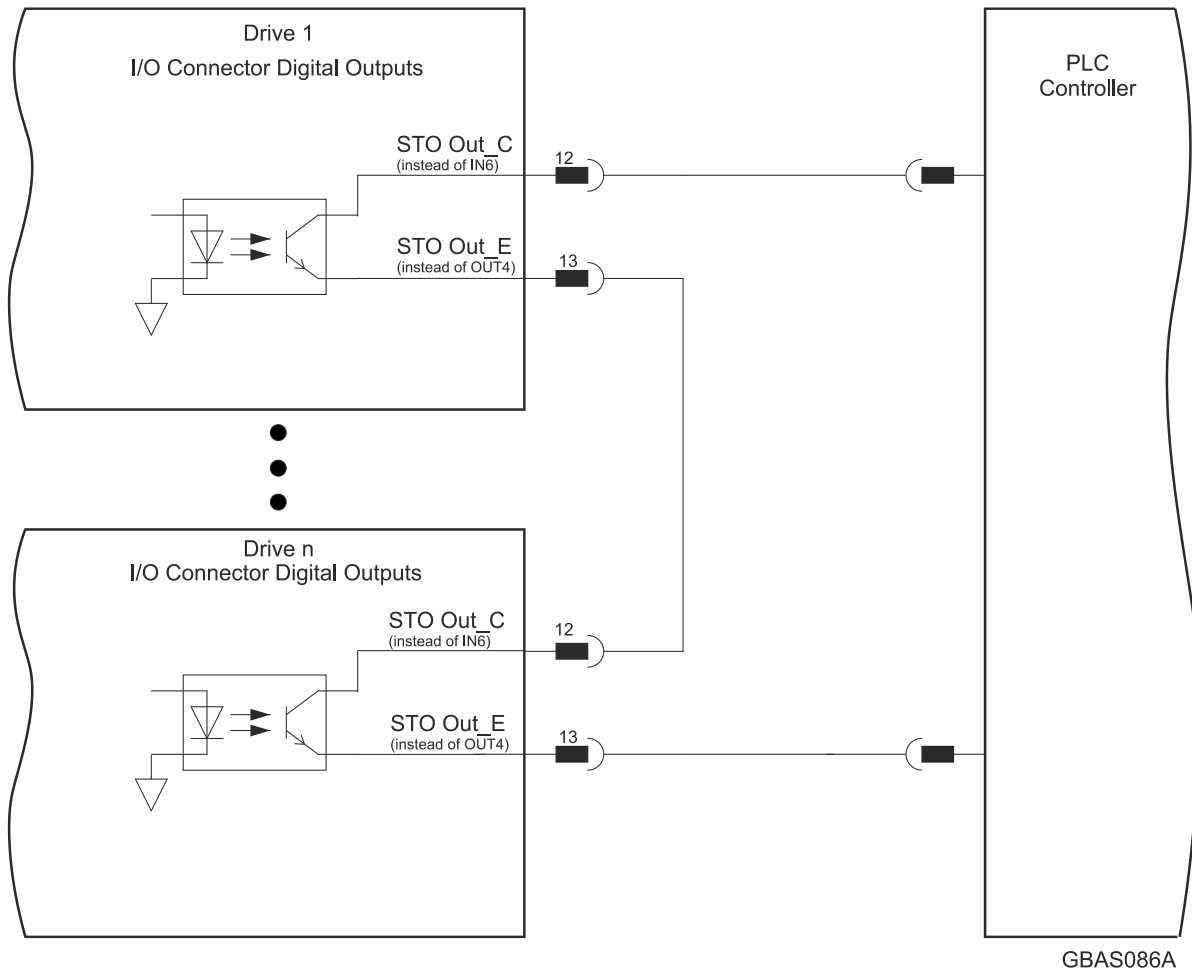 Drive 1
I/O Connector Digital Outputs
STO Out_C
(instead of IN6)
12
STO Out_E
(instead of OUT4)
13
PLC
Controller
Drive n
I/O Connector Digital Outputs
STO Out_C
(instead of IN6)
12
STO Out_E
(instead of OUT4)
13
GBAS086A